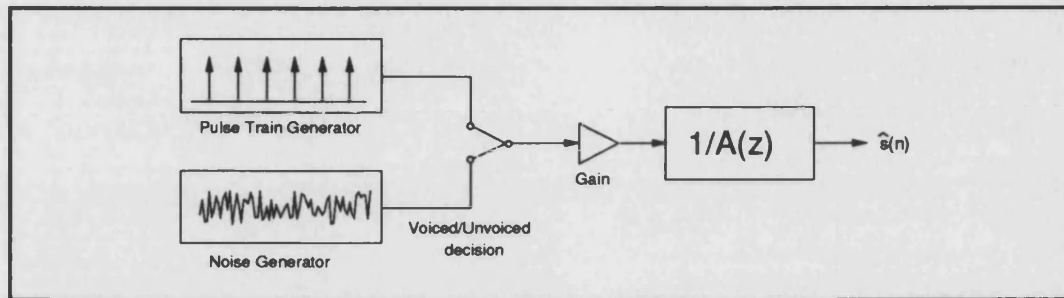 Pulse Train Generator
Noise Generator
Voiced/Unvoiced
decision
Gain
1/A(z)
ŝ(n)